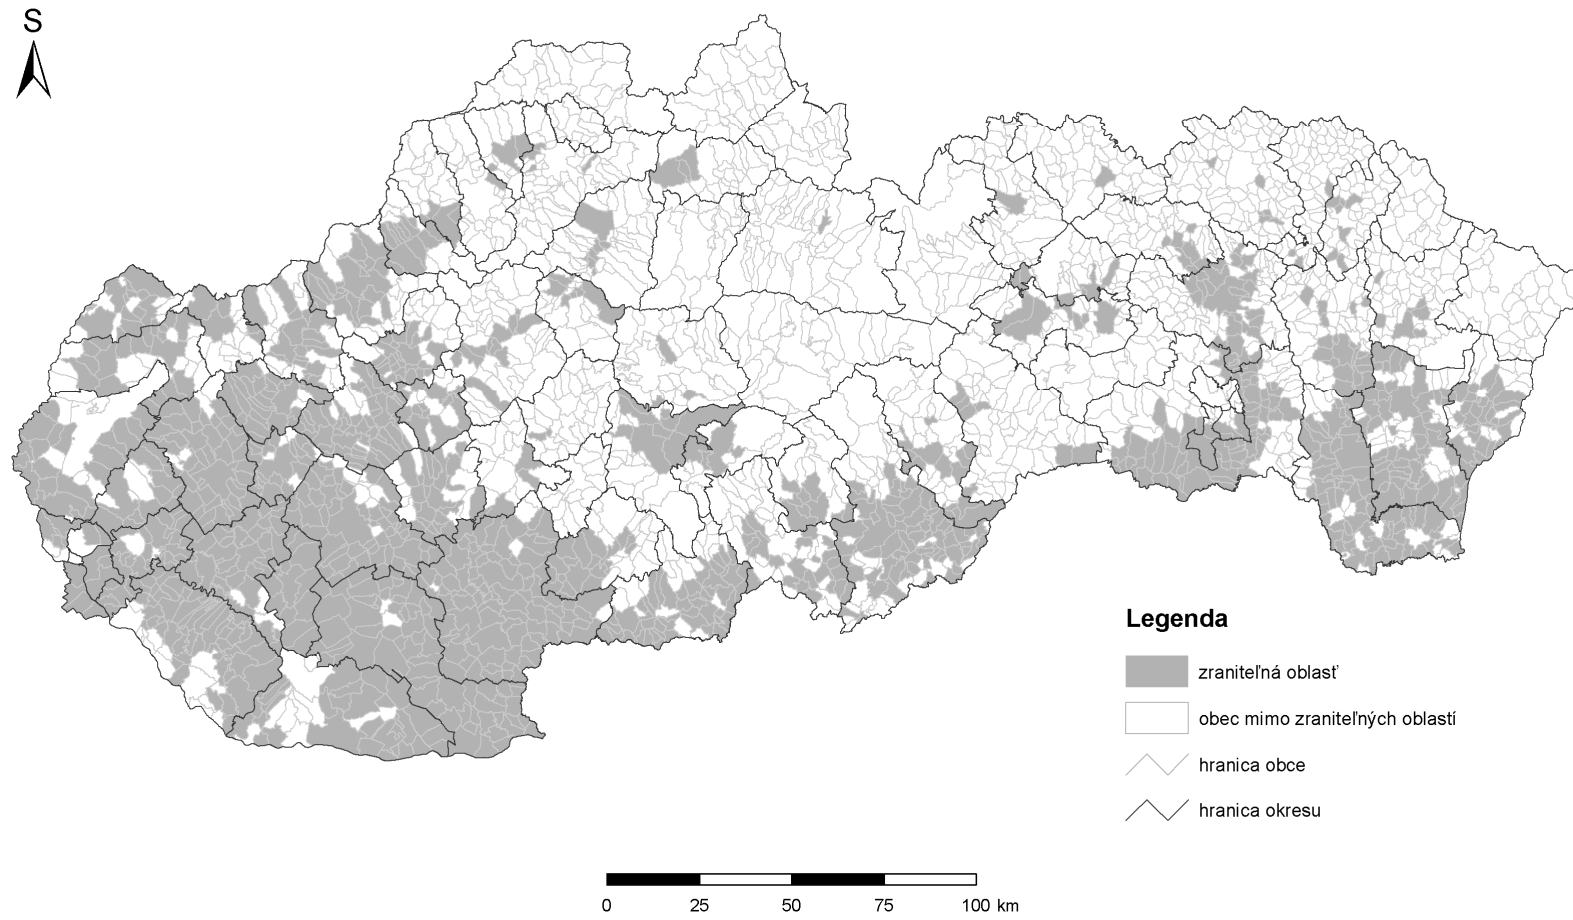 S
Legenda
zraniteľná oblasť
obec mimo zraniteľných oblastí
hranica obce
hranica okresu
0 25 50 75 100 km